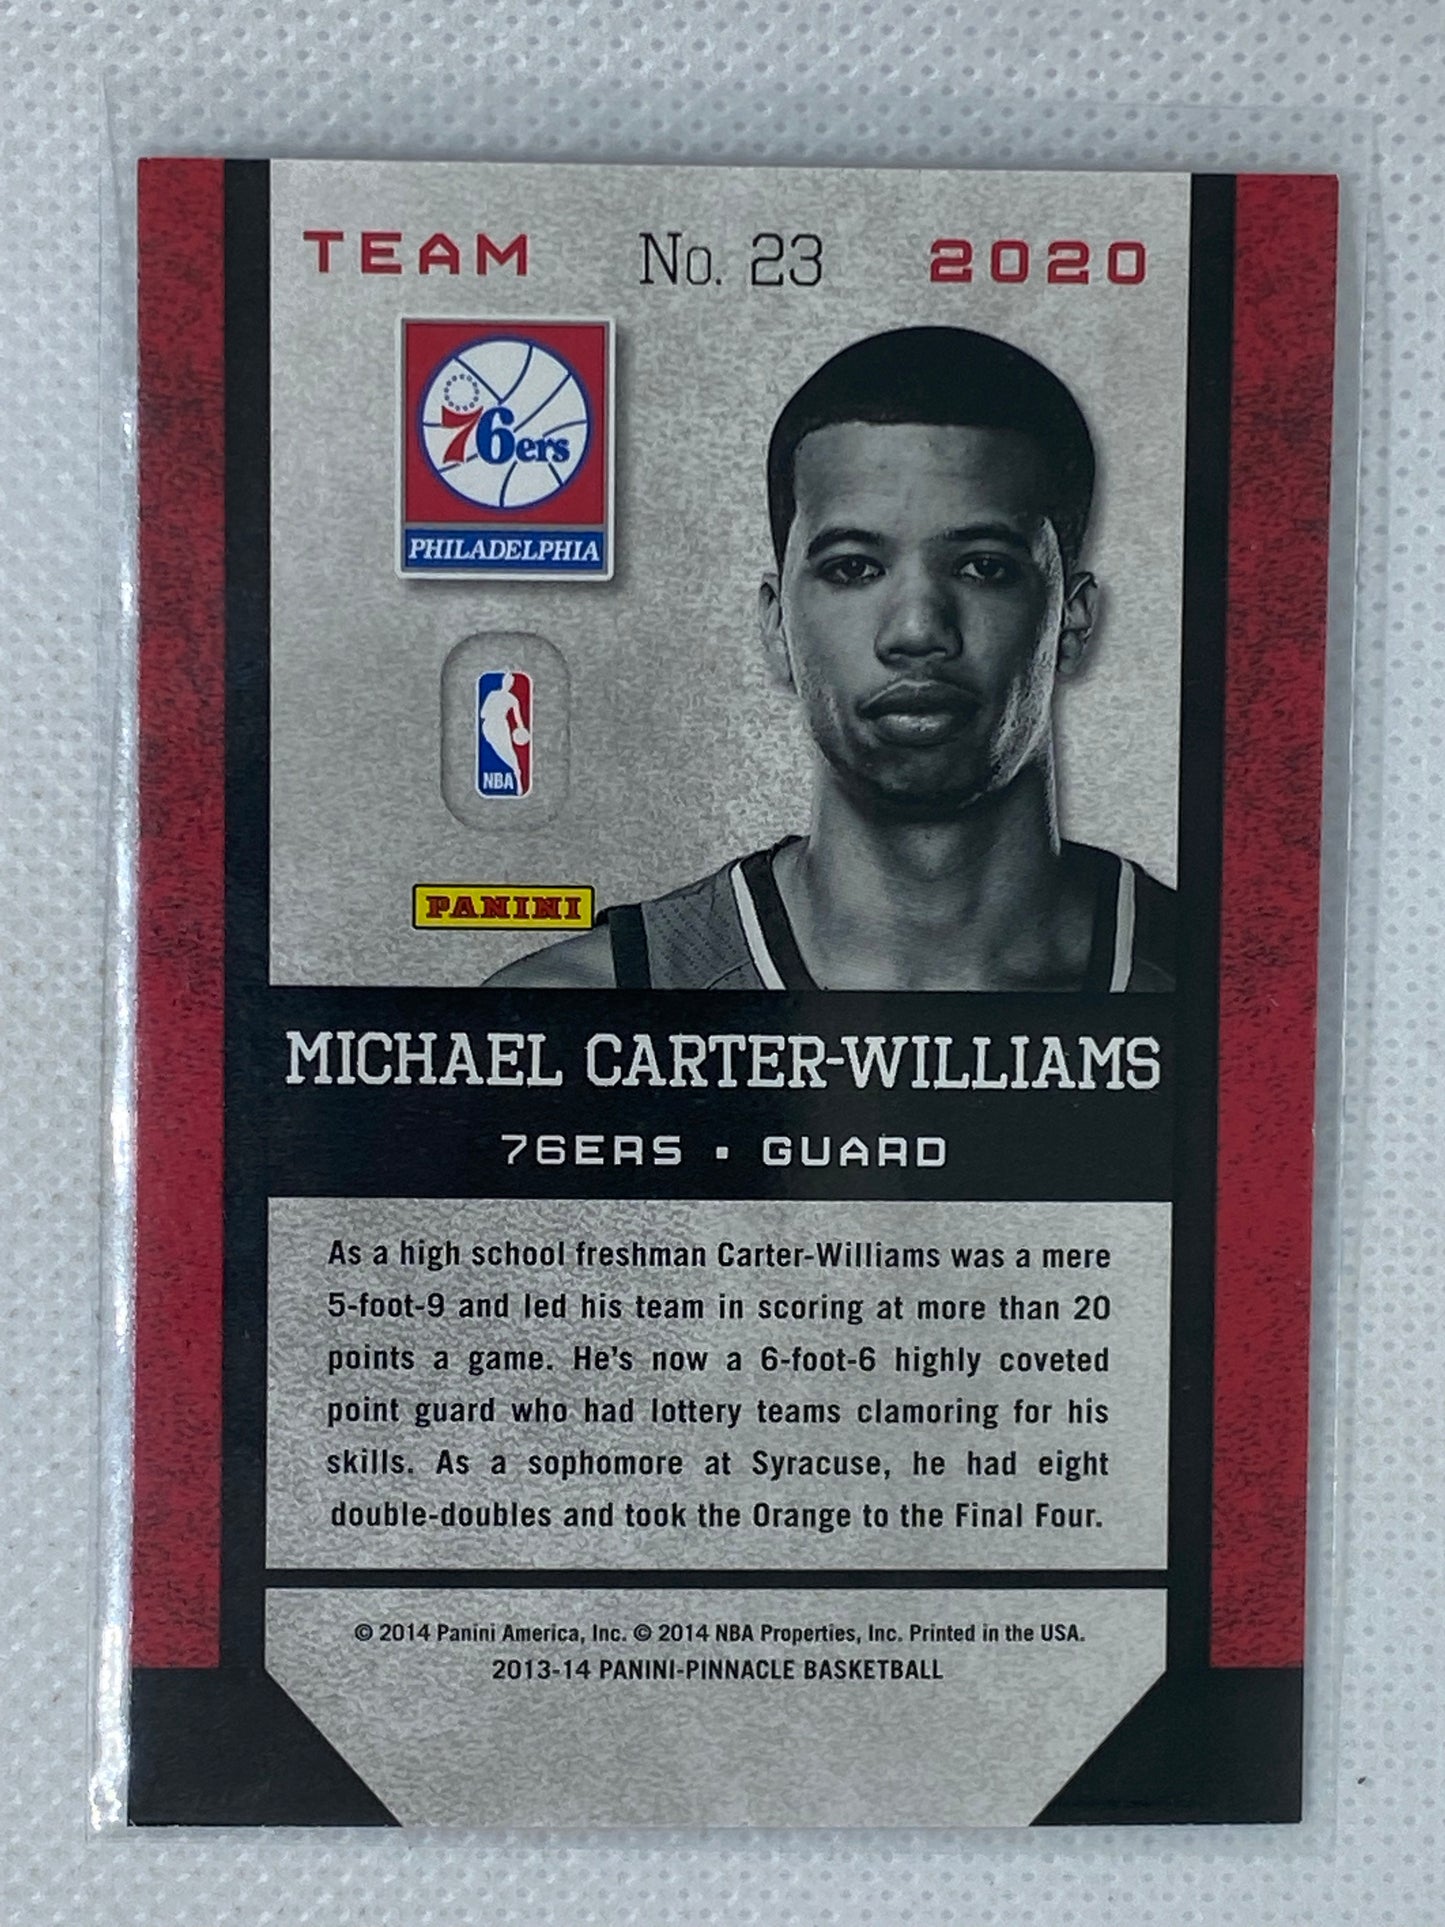 TEAM No. 23 2020
76ers
PHILADELPHIA
NBA
PANINI
MICHAEL CARTER-WILLIAMS
76ERS • GUARD
As a high school freshman Carter-Williams was a mere
5-foot-9 and led his team in scoring at more than 20
points a game. He's now a 6-foot-6 highly coveted
point guard who had lottery teams clamoring for his
skills. As a sophomore at Syracuse, he had eight
double-doubles and took the Orange to the Final Four.
© 2014 Panini America, Inc. © 2014 NBA Properties, Inc. Printed in the USA.
2013-14 PANINI-PINNACLE BASKETBALL